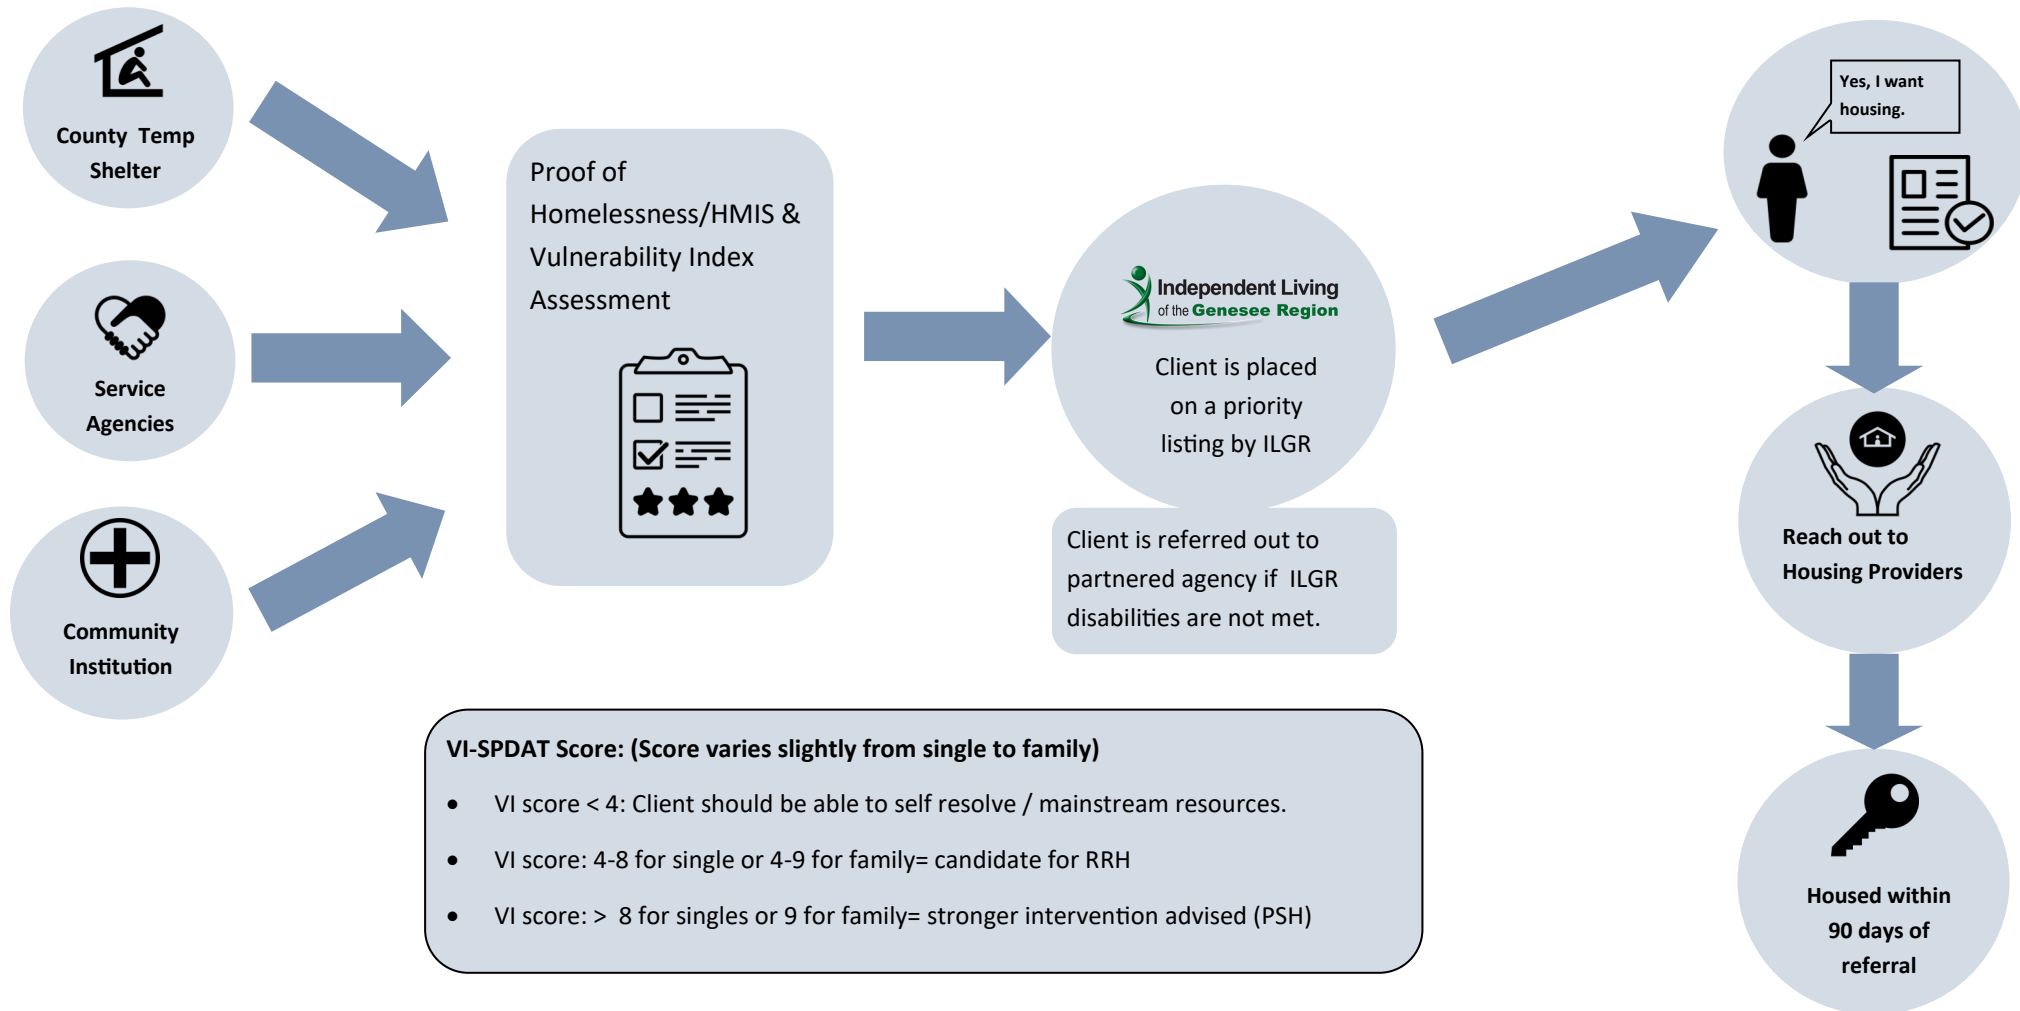 County Temp
Shelter
Service
Agencies
Community
Institution
Proof of
Homelessness/HMIS &
Vulnerability Index
Assessment
Independent Living
of the Genesee Region
Client is placed
on a priority
listing by ILGR
Client is referred out to
partnered agency if ILGR
disabilities are not met.
Yes, I want
housing.
Reach out to
Housing Providers
Housed within
90 days of
referral
VI-SPDAT Score: (Score varies slightly from single to family)
• VI score < 4: Client should be able to self resolve / mainstream resources.
• VI score: 4-8 for single or 4-9 for family= candidate for RRH
• VI score: > 8 for singles or 9 for family= stronger intervention advised (PSH)